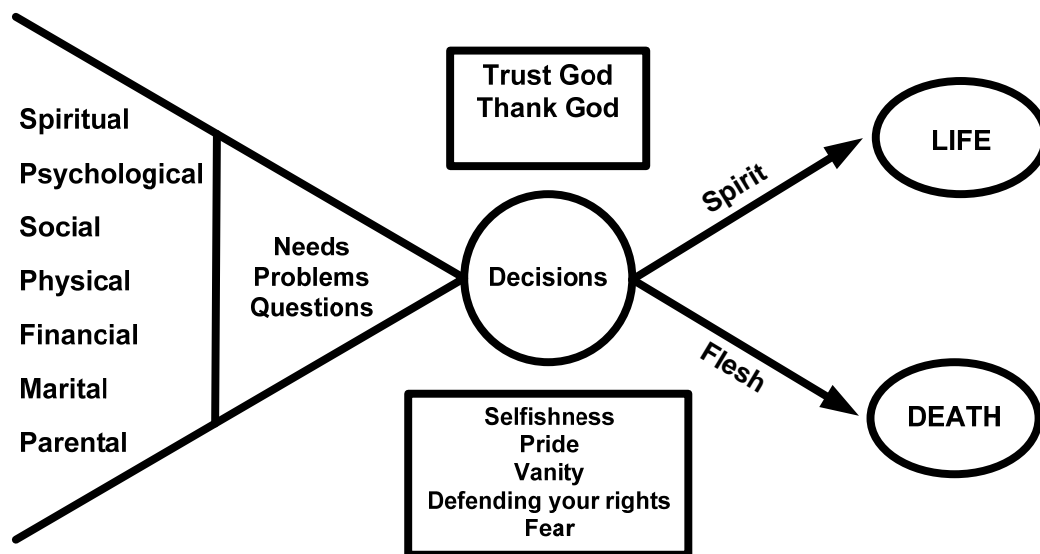 Spiritual
Psychological
Social
Physical
Financial
Marital
Parental
Needs
Problems
Questions
Trust God
Thank God
Decisions
Selfishness
Pride
Vanity
Defending your rights
Fear
Spirit
Flesh
LIFE
DEATH